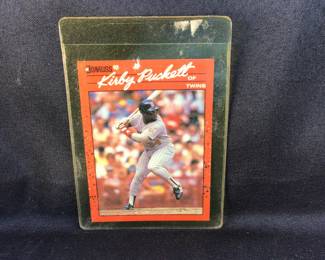 DONRUSS '90
Kirby Puckett
OF
TWINS